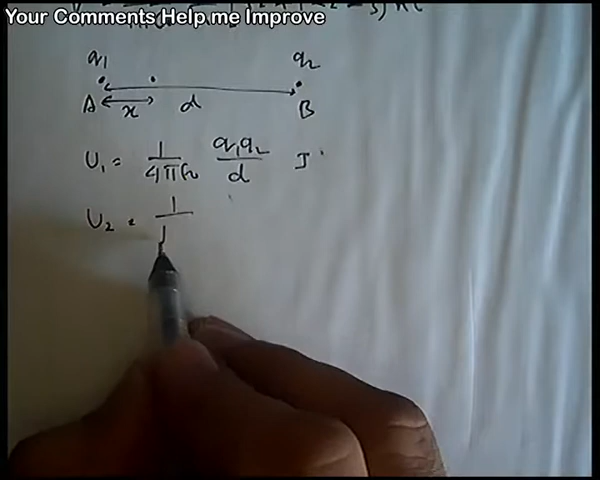 Your Comments Help me Improve
q1 q2
A x d B
U1 = 1/4πε0 q1q2/d J
U2 = 1